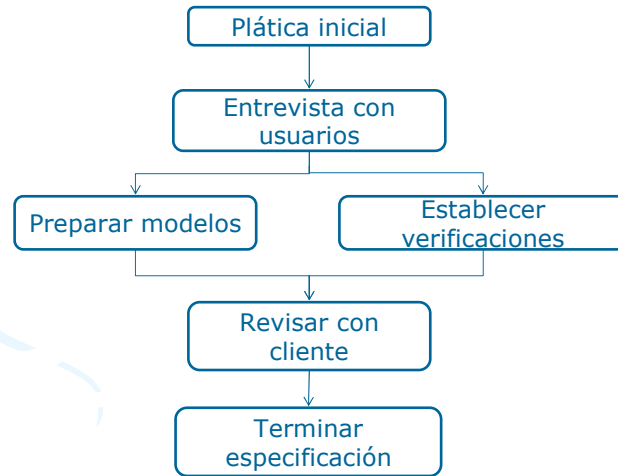 Plática inicial
Entrevista con
usuarios
Preparar modelos
Establecer
verificaciones
Revisar con
cliente
Terminar
especificación